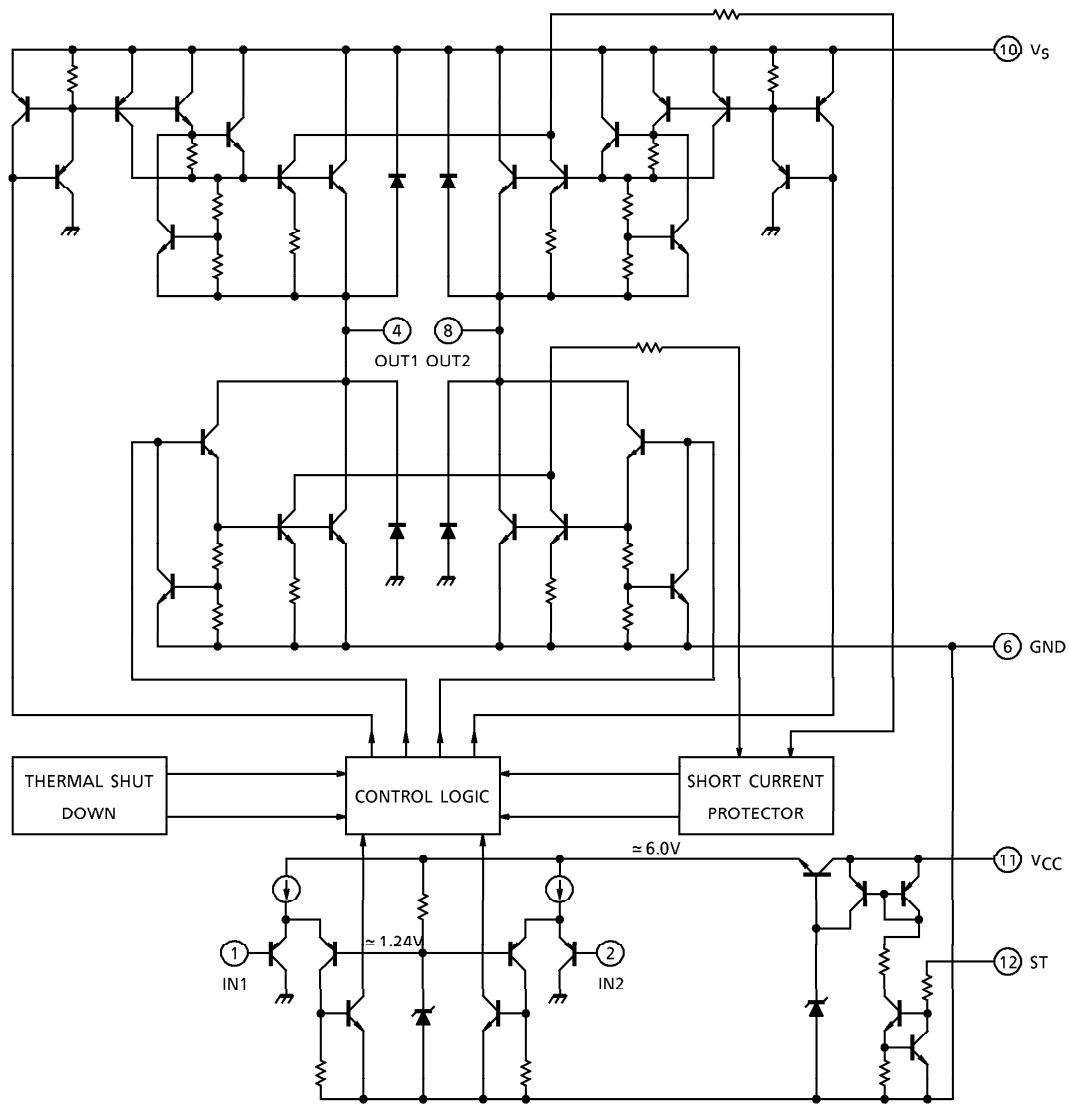 10 VS
4 8
OUT1 OUT2
6 GND
THERMAL SHUT DOWN
CONTROL LOGIC
SHORT CURRENT PROTECTOR
≃6.0V
11 VCC
1 ≃1.24V 2
IN1 IN2
12 ST